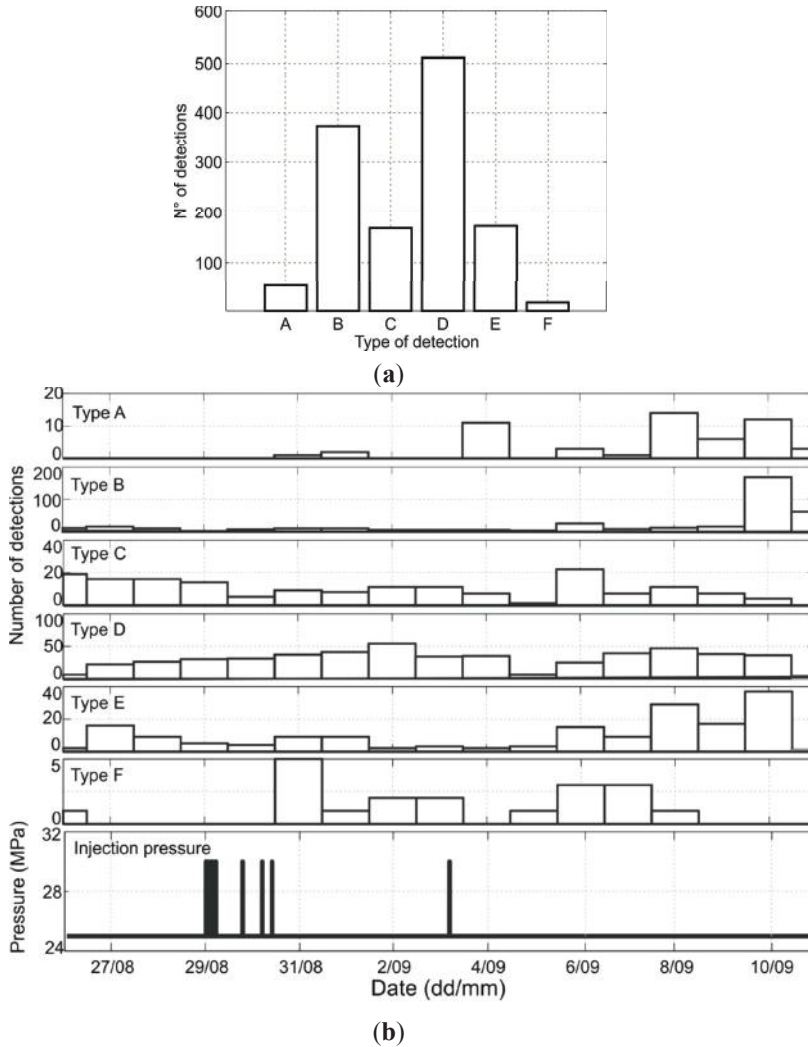 600
500
400
300
200
100
N° of detections
A B C D E F
Type of detection
(a)
Number of detections
20
10
0
Type A
200
100
0
Type B
40
20
0
Type C
100
50
0
Type D
40
20
0
Type E
5
0
Type F
Pressure (MPa)
32
28
24
Injection pressure
27/08 29/08 31/08 2/09 4/09 6/09 8/09 10/09
Date (dd/mm)
(b)